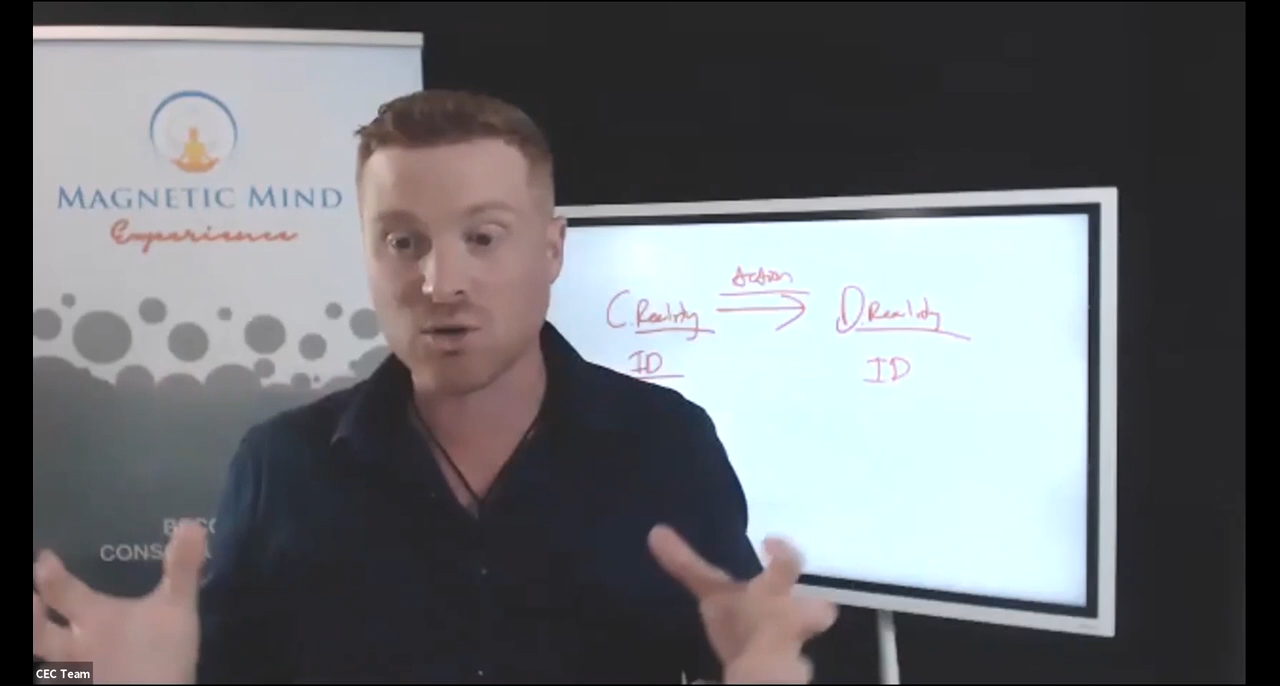 MAGNETIC MIND
Experience
Action
C.Reality
D.Reality
ID
ID
CEC Team